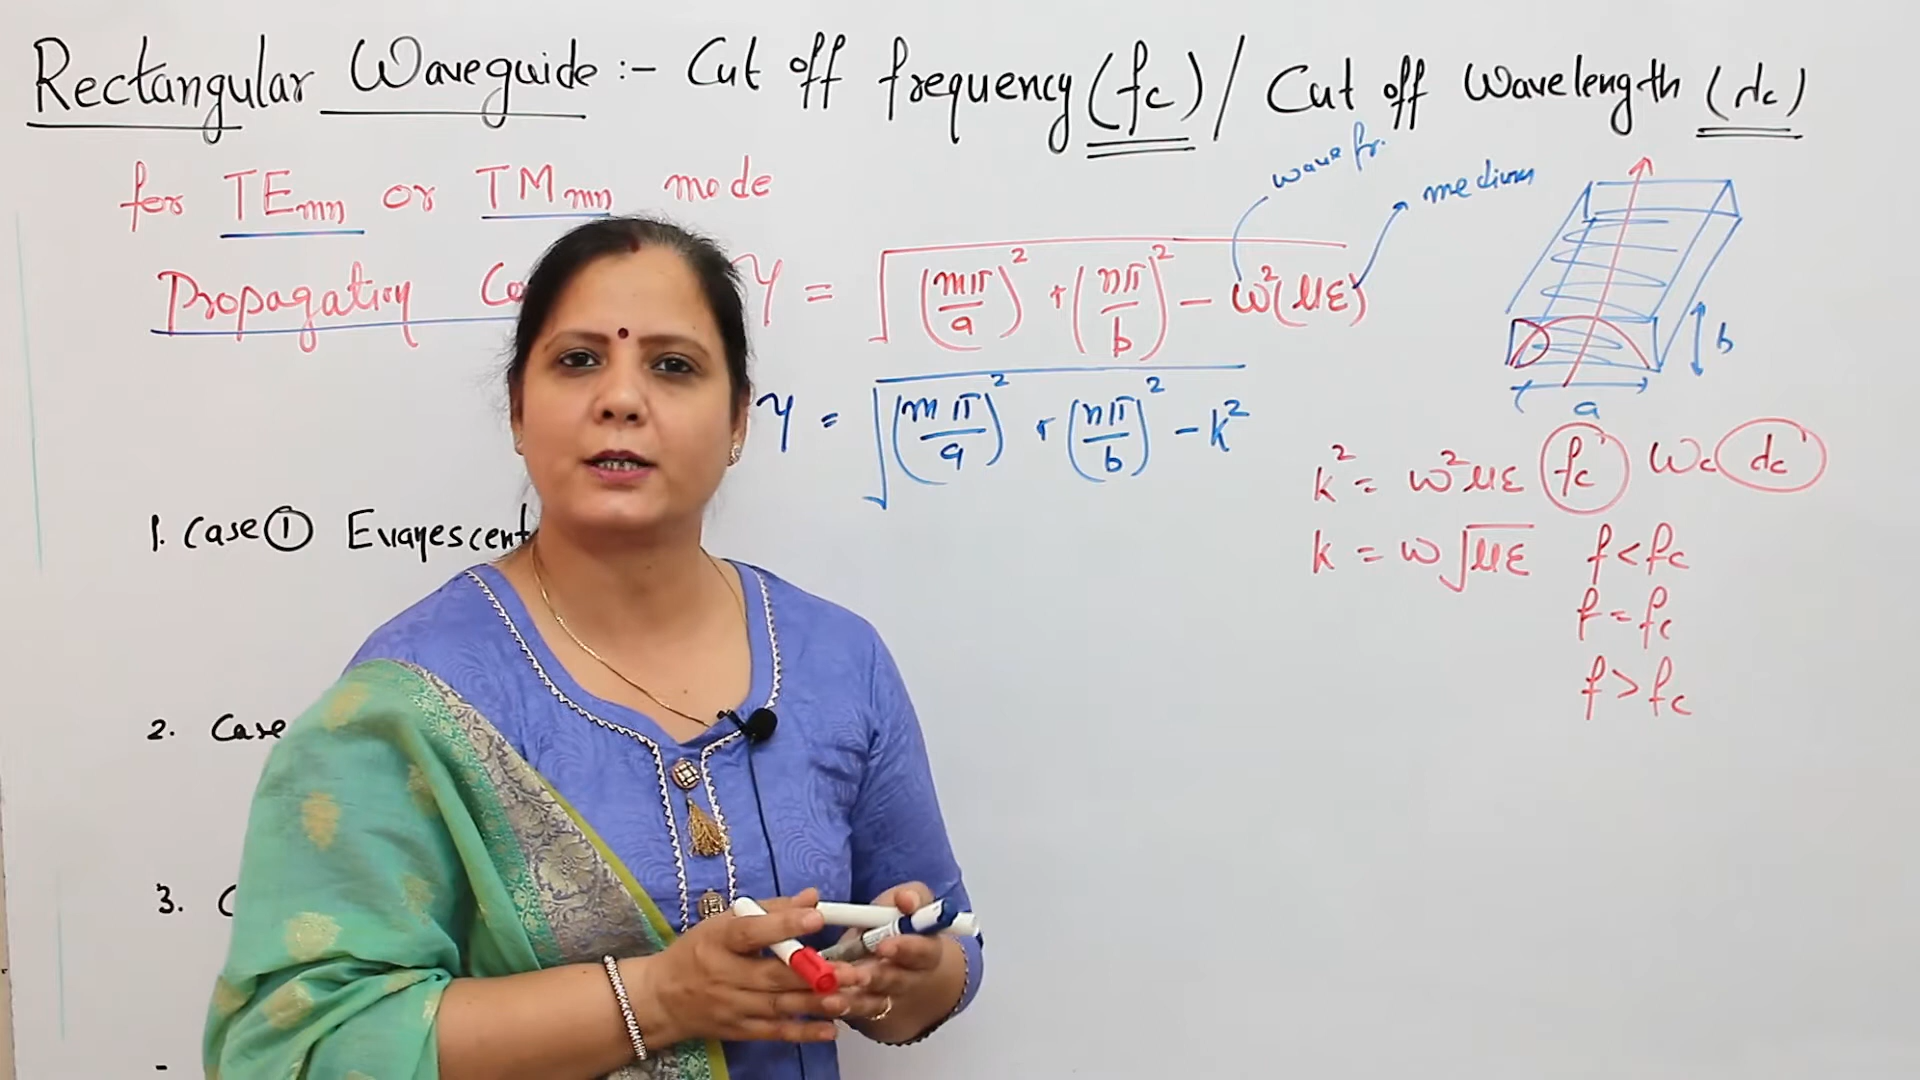 Rectangular Waveguide :- Cut off frequency (fc) / Cut off Wavelength (λc)
wave fr.
medium
for TEmn or TMmn mode
Propagation
γ = √((mπ/a)² + (nπ/b)² - ω²(με))
b
a
γ = √((mπ/a)² + (nπ/b)² - k²)
k² = ω²με fc ωc λc
1. Case ① Evanescent
k = ω√με f < fc
f = fc
f > fc
2. Case
3.